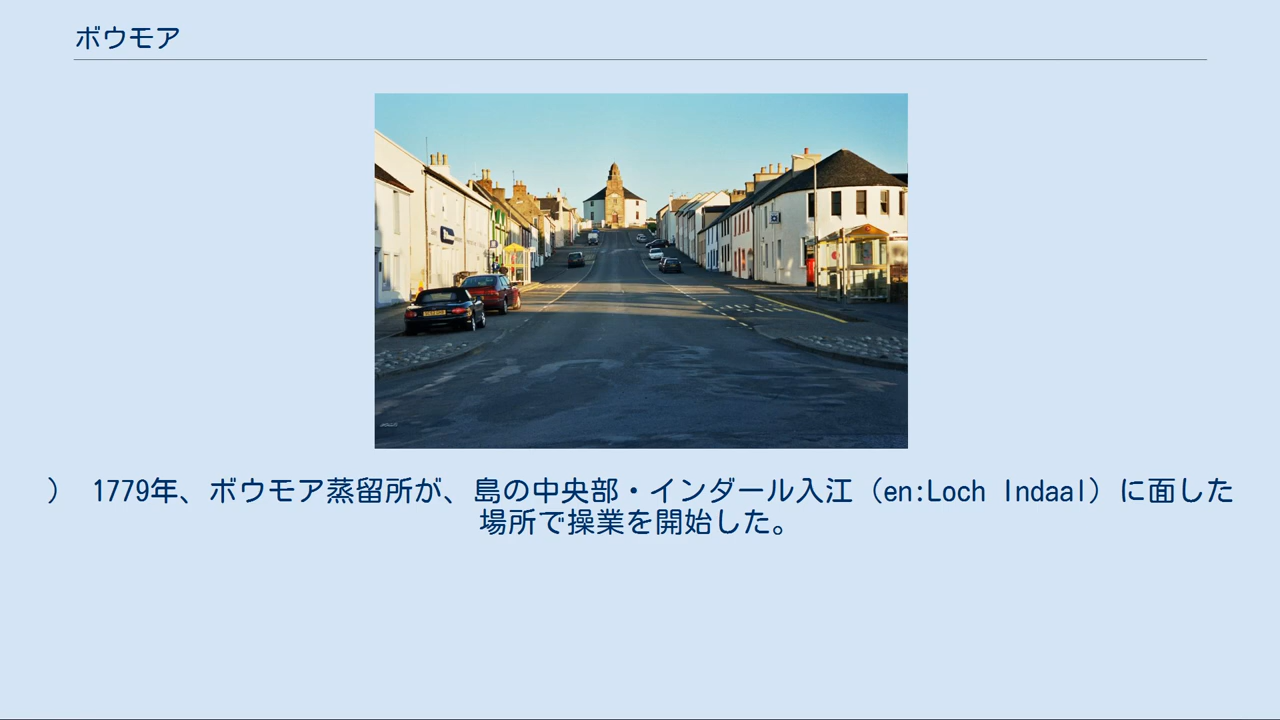 ボウモア
） 1779年、ボウモア蒸留所が、島の中央部・インダール入江（en:Loch Indaal）に面した
場所で操業を開始した。